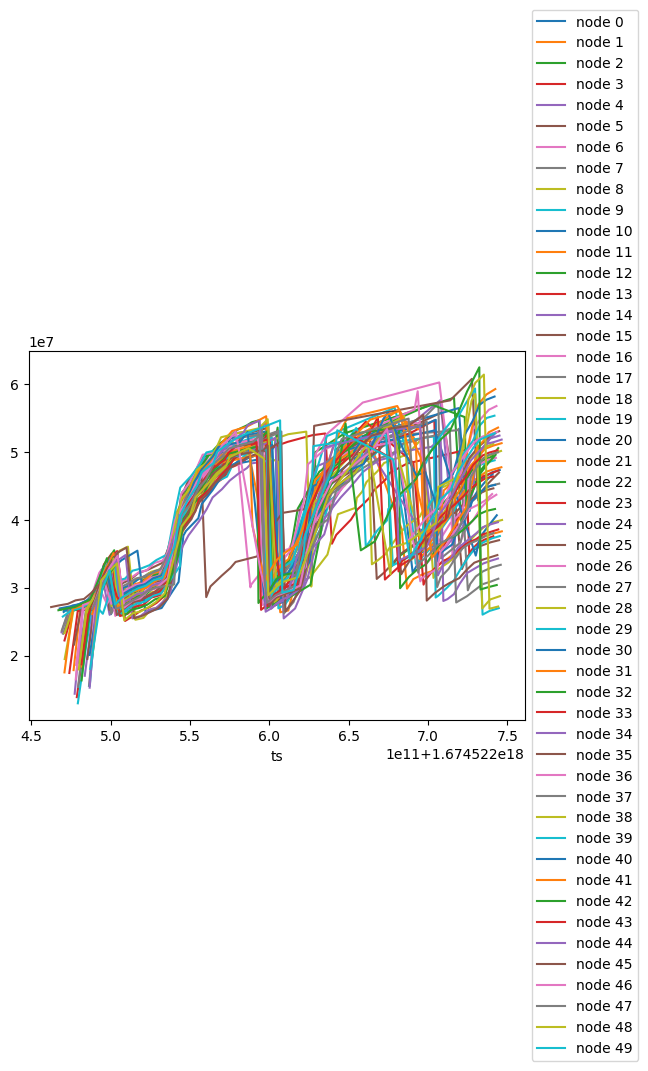 1e7
6
5
4
3
2
4.5 5.0 5.5 6.0 6.5 7.0 7.5
ts
1e11+1.674522e18
node 0
node 1
node 2
node 3
node 4
node 5
node 6
node 7
node 8
node 9
node 10
node 11
node 12
node 13
node 14
node 15
node 16
node 17
node 18
node 19
node 20
node 21
node 22
node 23
node 24
node 25
node 26
node 27
node 28
node 29
node 30
node 31
node 32
node 33
node 34
node 35
node 36
node 37
node 38
node 39
node 40
node 41
node 42
node 43
node 44
node 45
node 46
node 47
node 48
node 49